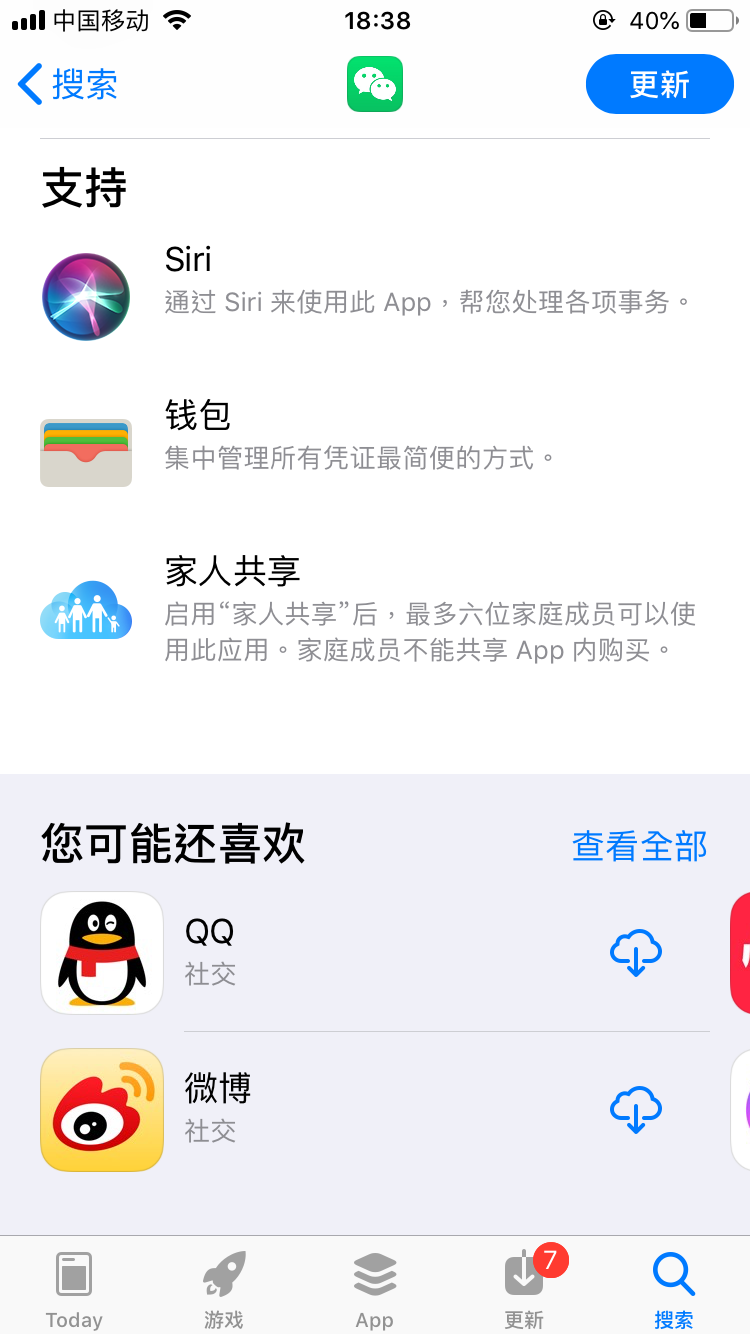 中国移动
18:38
40%
搜索
更新
支持
Siri
通过 Siri 来使用此 App，帮您处理各项事务。
钱包
集中管理所有凭证最简便的方式。
家人共享
启用“家人共享”后，最多六位家庭成员可以使
用此应用。家庭成员不能共享 App 内购买。
您可能还喜欢
查看全部
QQ
社交
微博
社交
7
Today
游戏
App
更新
搜索